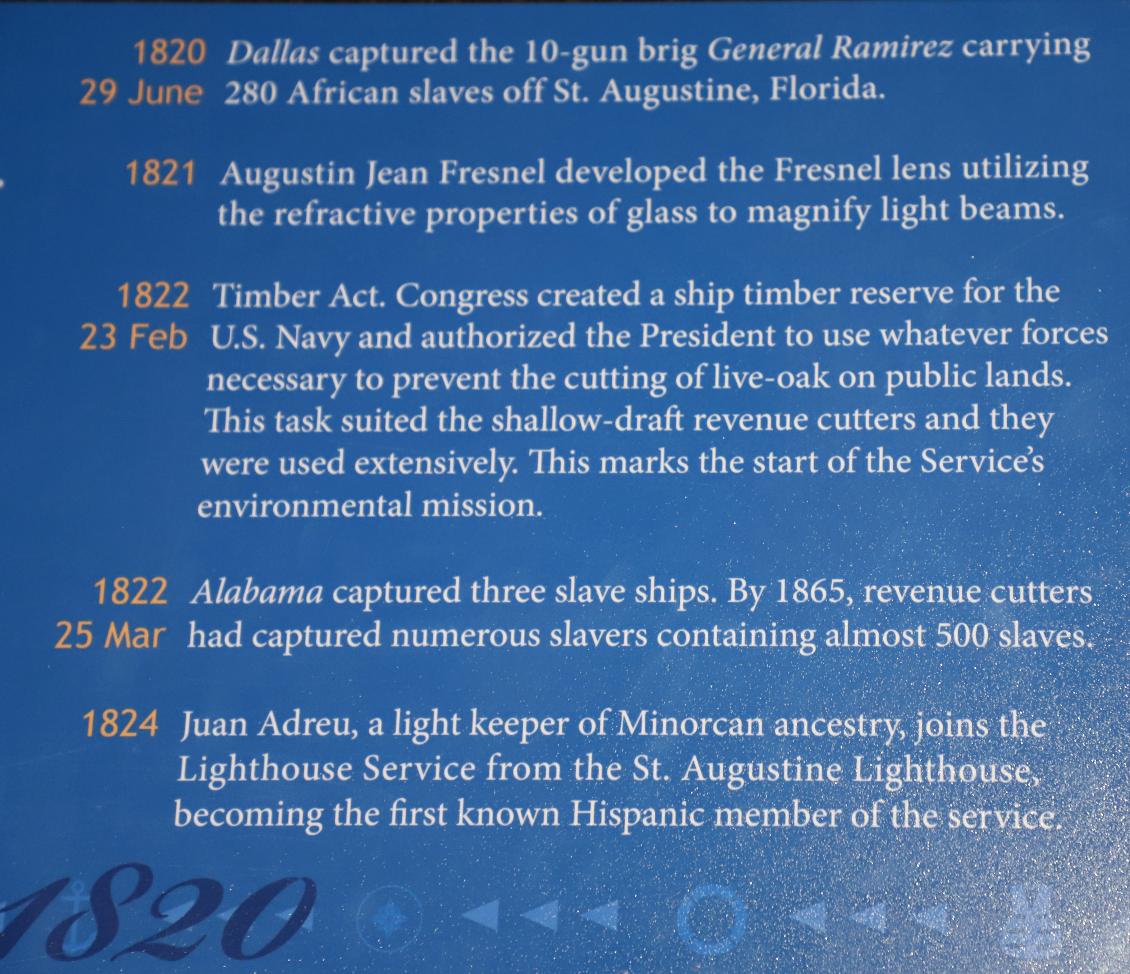 1820 Dallas captured the 10-gun brig General Ramirez carrying
29 June 280 African slaves off St. Augustine, Florida.
1821 Augustin Jean Fresnel developed the Fresnel lens utilizing
the refractive properties of glass to magnify light beams.
1822 Timber Act. Congress created a ship timber reserve for the
23 Feb U.S. Navy and authorized the President to use whatever forces
necessary to prevent the cutting of live-oak on public lands.
This task suited the shallow-draft revenue cutters and they
were used extensively. This marks the start of the Service's
environmental mission.
1822 Alabama captured three slave ships. By 1865, revenue cutters
25 Mar had captured numerous slavers containing almost 500 slaves.
1824 Juan Adreu, a light keeper of Minorcan ancestry, joins the
Lighthouse Service from the St. Augustine Lighthouse,
becoming the first known Hispanic member of the service.
1820